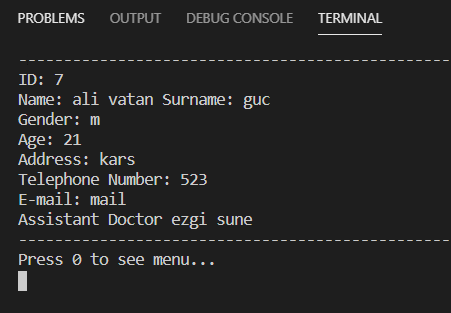 PROBLEMS OUTPUT DEBUG CONSOLE TERMINAL
------------------------------------------------
ID: 7
Name: ali vatan Surname: guc
Gender: m
Age: 21
Address: kars
Telephone Number: 523
E-mail: mail
Assistant Doctor ezgi sune
------------------------------------------------
Press 0 to see menu...